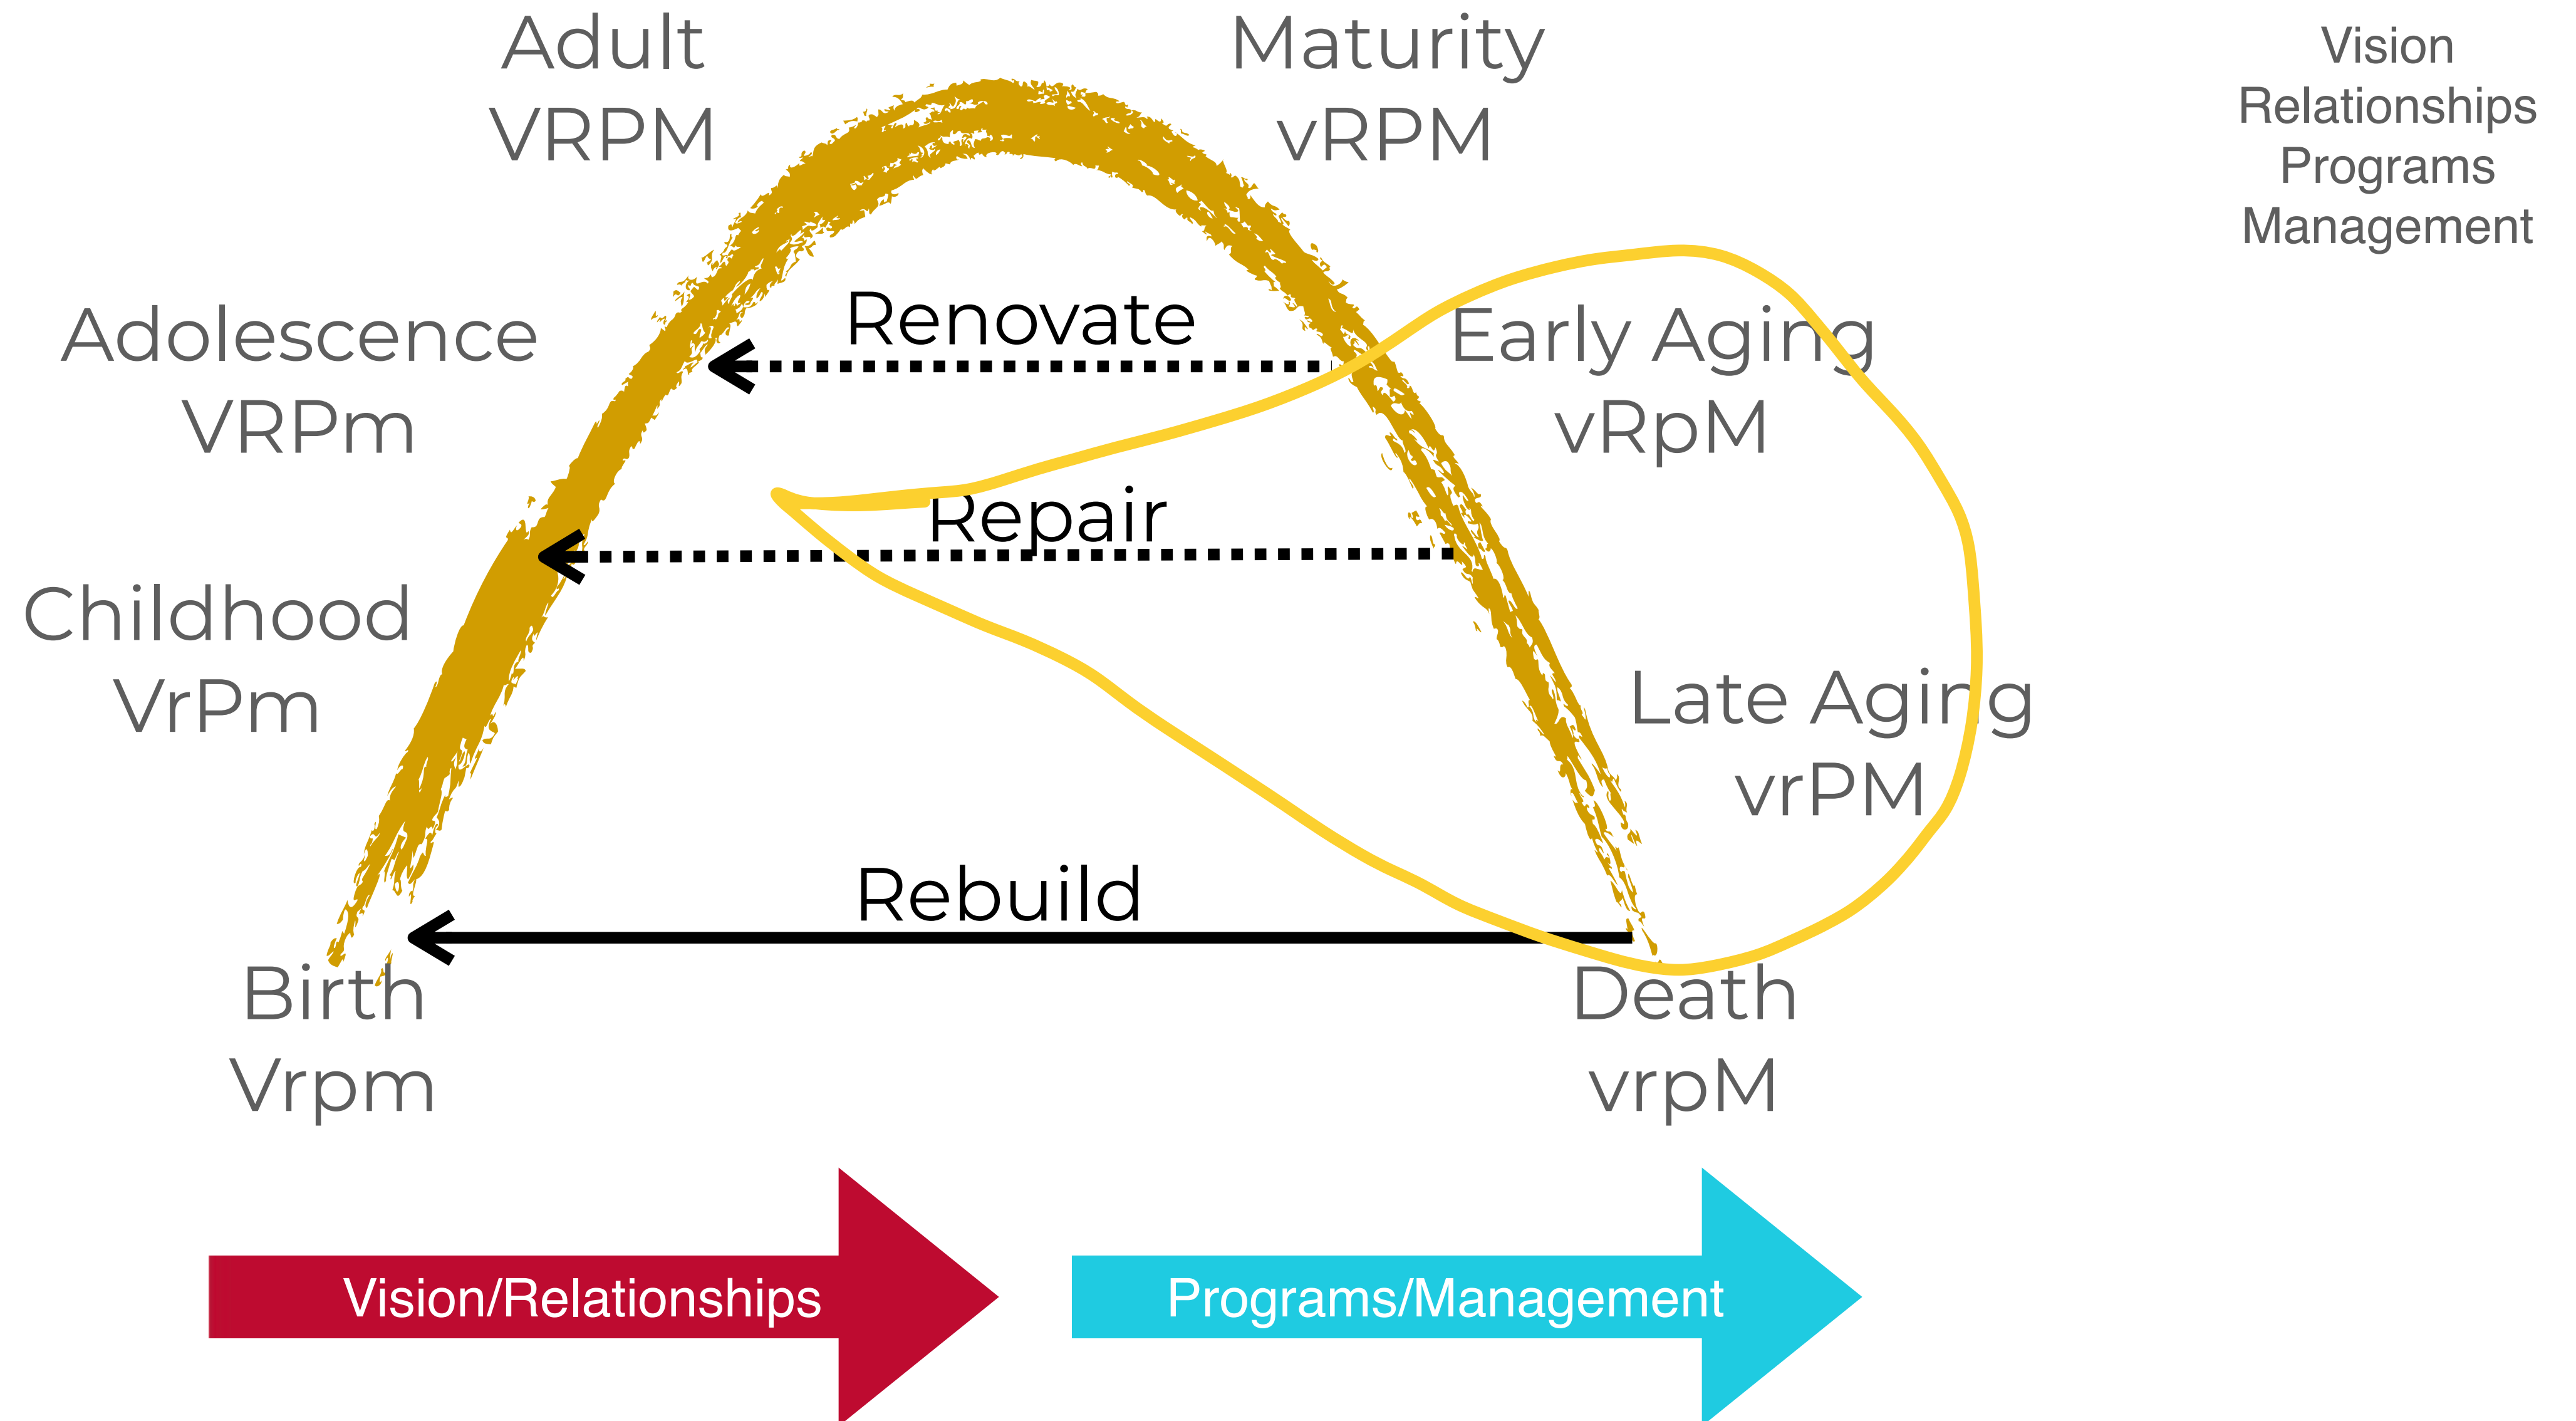 Adult
VRPM
Maturity
vRPM
Vision
Relationships
Programs
Management
Adolescence
VRPm
Renovate
Early Aging
vRpM
Repair
Childhood
VrPm
Late Aging
vrPM
Rebuild
Birth
Vrpm
Death
vrpM
Vision/Relationships
Programs/Management